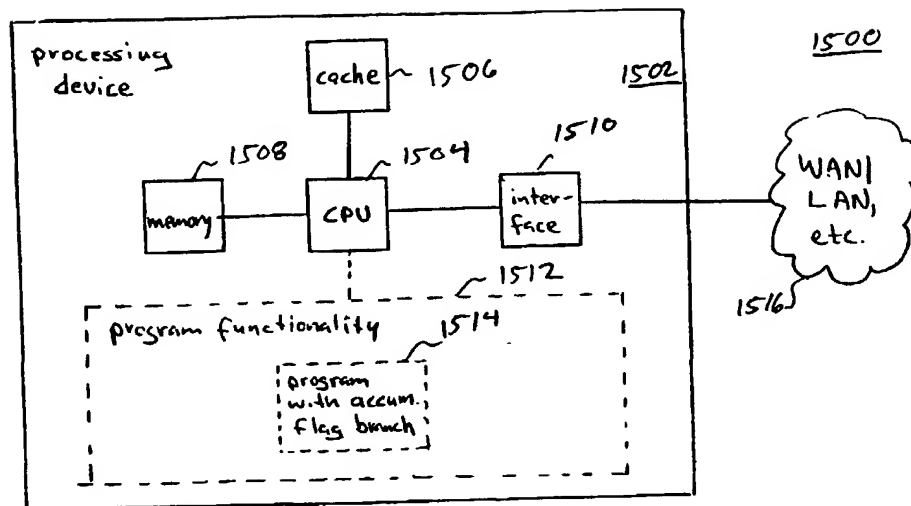 processing
device
cache
1506
1502
1500
1508
1504
1510
memory
CPU
inter-
face
WAN/
LAN,
etc.
1516
1512
program functionality
1514
program
with accum.
flag branch